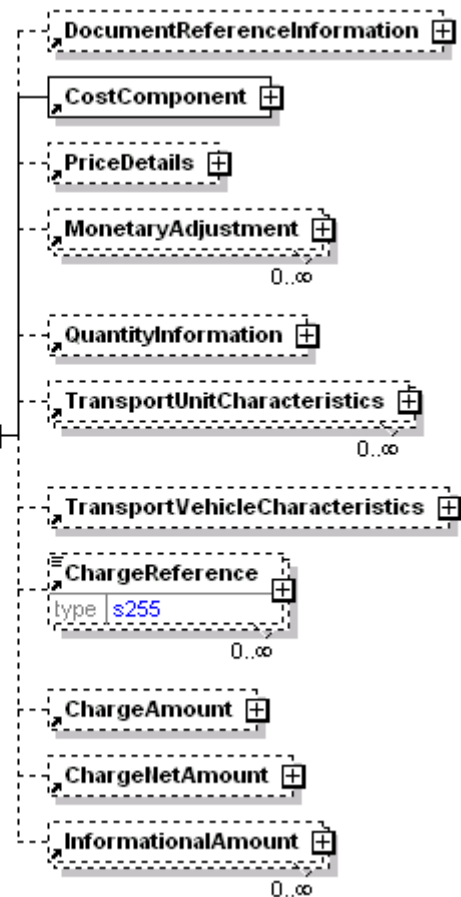 DocumentReferenceInformation
CostComponent
PriceDetails
MonetaryAdjustment
0..∞
QuantityInformation
TransportUnitCharacteristics
0..∞
TransportVehicleCharacteristics
ChargeReference
type s255
0..∞
ChargeAmount
ChargeNetAmount
InformationalAmount
0..∞